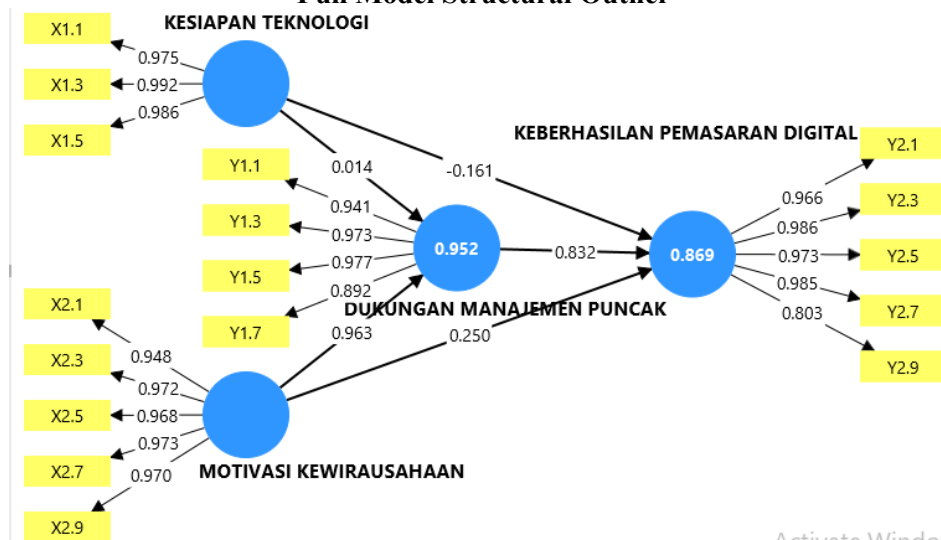 Full Model Structural Outner
KESIAPAN TEKNOLOGI
X1.1
0.975
X1.3
0.992
X1.5
0.986
KEBERHASILAN PEMASARAN DIGITAL
Y2.1
0.966
Y2.3
0.986
Y2.5
0.973
Y2.7
0.985
Y2.9
0.803
0.014
-0.161
Y1.1
0.941
Y1.3
0.973
Y1.5
0.977
Y1.7
0.892
0.952
0.832
0.869
DUKUNGAN MANAJEMEN PUNCAK
0.963
0.250
X2.1
0.948
X2.3
0.972
X2.5
0.968
X2.7
0.973
X2.9
0.970
MOTIVASI KEWIRAUSAHAAN